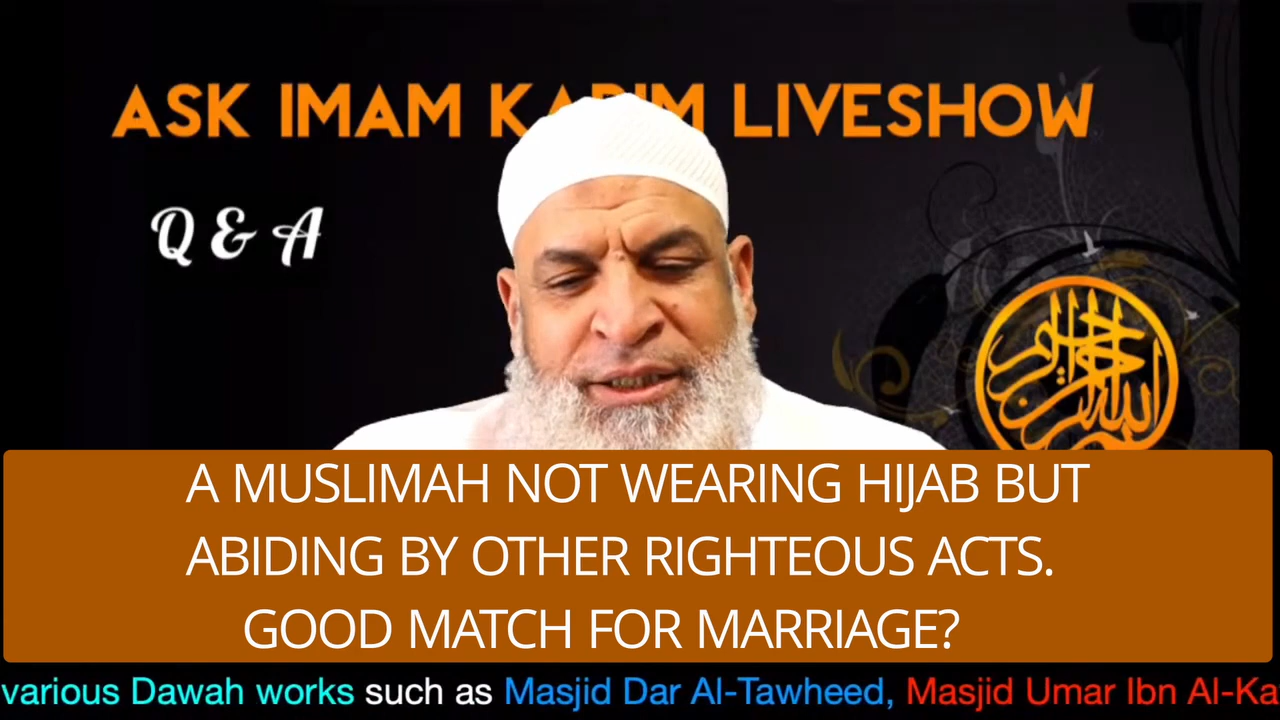 ASK IMAM KARIM LIVESHOW
Q & A
A MUSLIMAH NOT WEARING HIJAB BUT
ABIDING BY OTHER RIGHTEOUS ACTS.
GOOD MATCH FOR MARRIAGE?
various Dawah works such as Masjid Dar Al-Tawheed, Masjid Umar Ibn Al-Ka